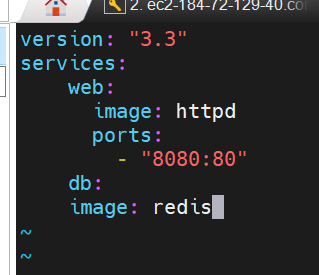 2. ec2-184-72-129-40.co
version: "3.3"
services:
    web:
      image: httpd
      ports:
        - "8080:80"
    db:
    image: redis
~
~